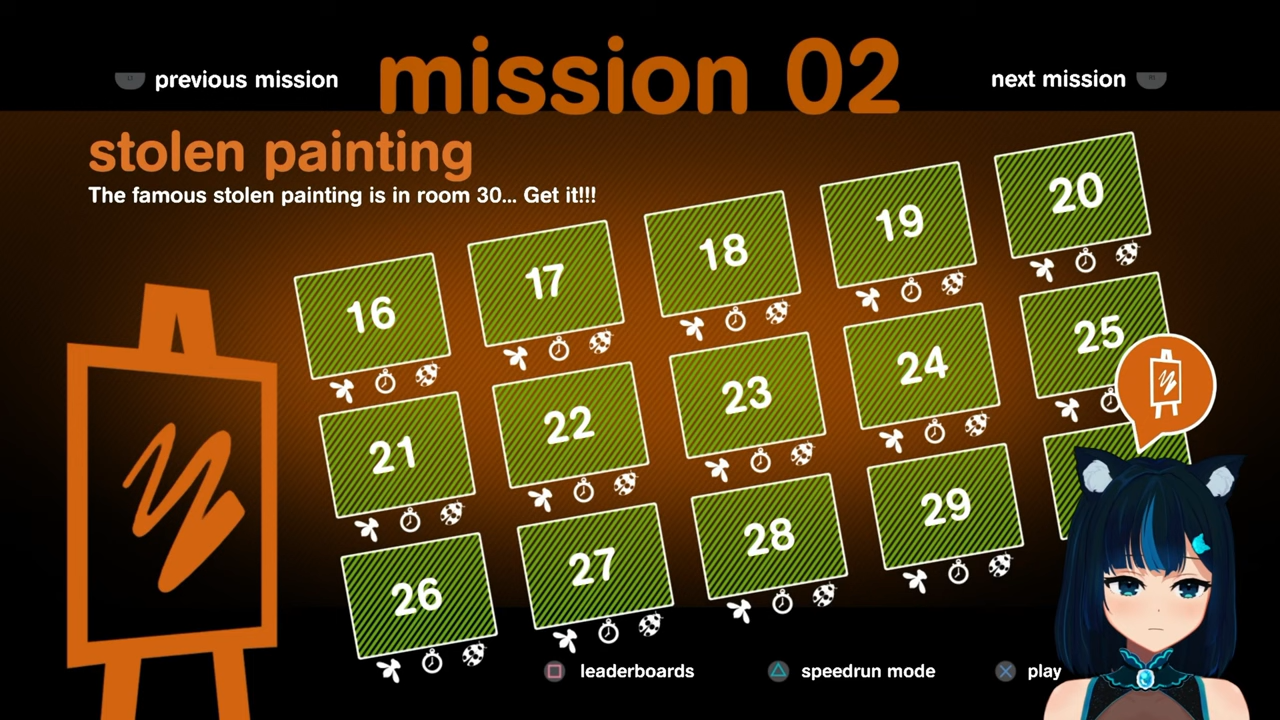 mission 02
previous mission
next mission
stolen painting
The famous stolen painting is in room 30... Get it!!!
16
17
18
19
20
21
22
23
24
25
26
27
28
29
leaderboards
speedrun mode
play